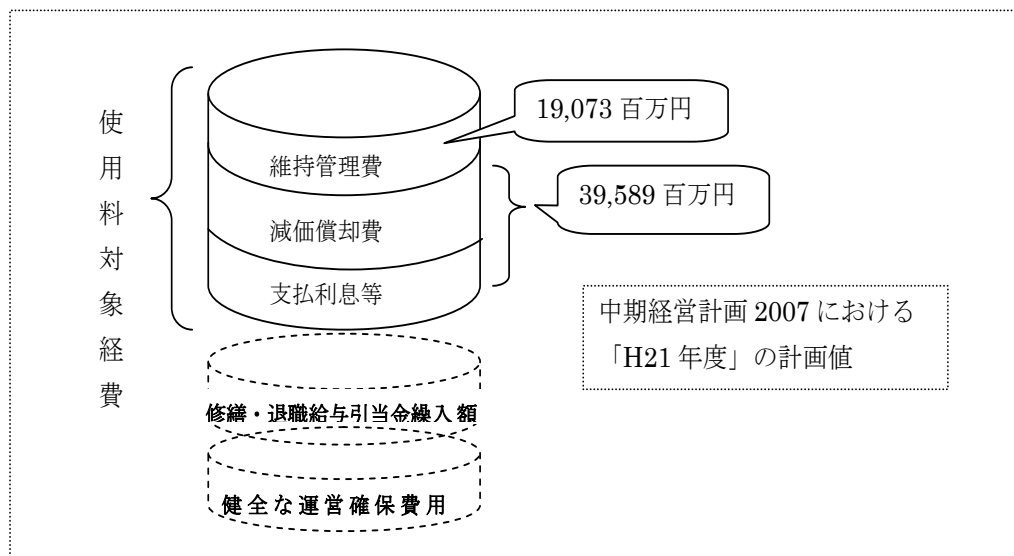 使用料対象経費
19,073 百万円
維持管理費
39,589 百万円
減価償却費
支払利息等
中期経営計画 2007 における
「H21 年度」の計画値
修繕・退職給与引当金繰入額
健全な運営確保費用